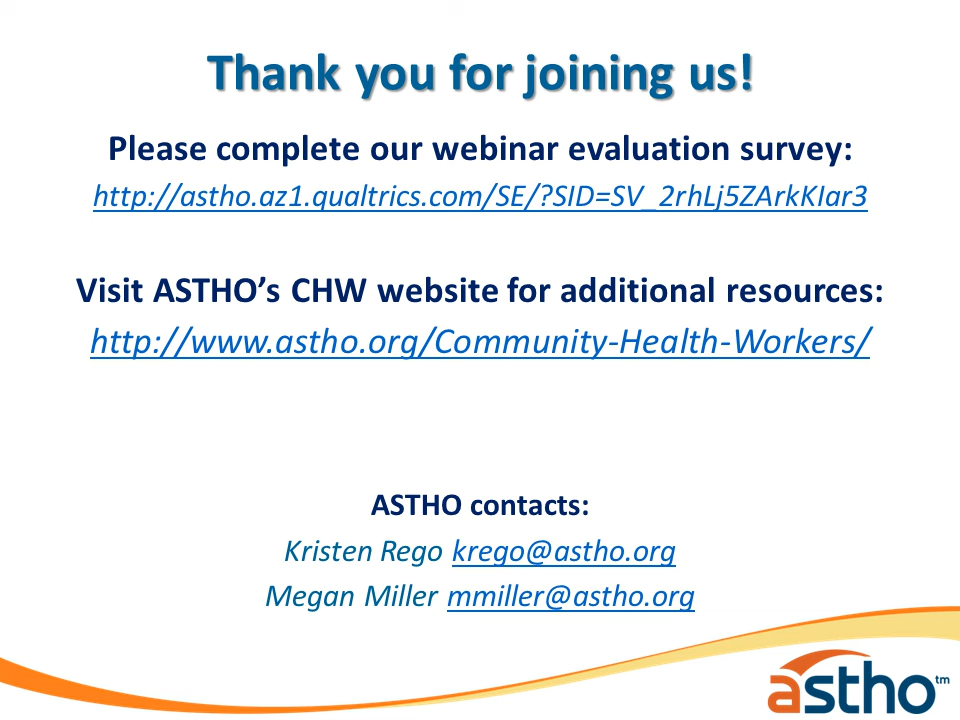 Thank you for joining us!
Please complete our webinar evaluation survey:
http://astho.az1.qualtrics.com/SE/?SID=SV_2rhLj5ZArkKIar3
Visit ASTHO’s CHW website for additional resources:
http://www.astho.org/Community-Health-Workers/
ASTHO contacts:
Kristen Rego krego@astho.org
Megan Miller mmiller@astho.org
astho™